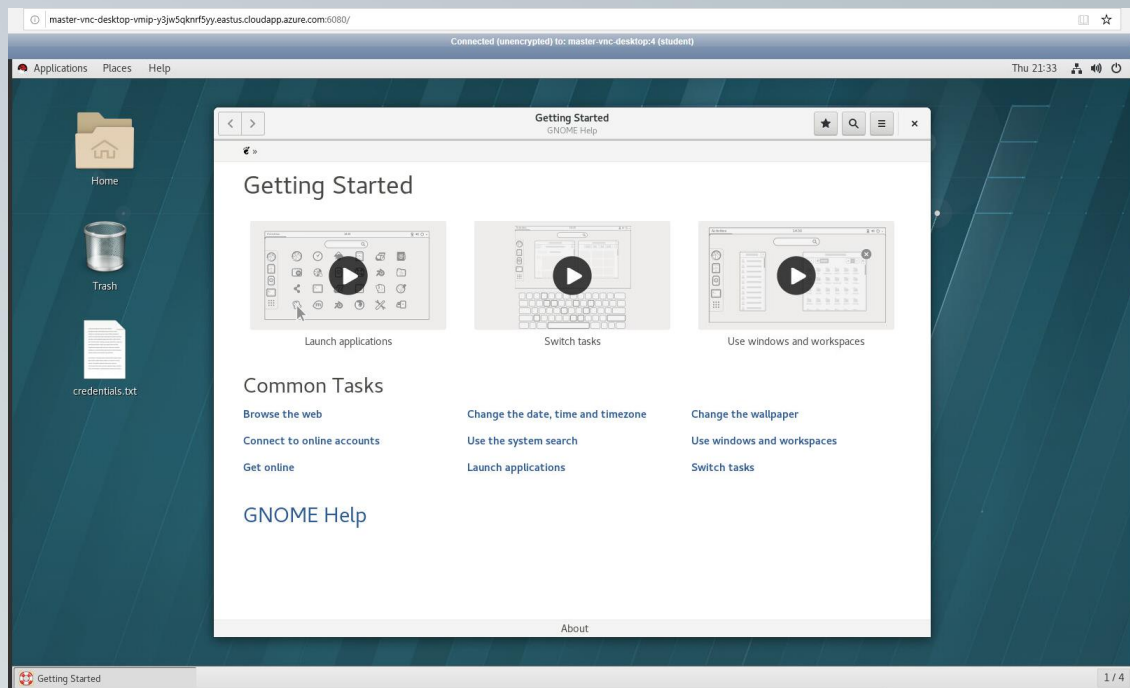 master-vnc-desktop-vmip-y3jw5qknrf5yy.eastus.cloudapp.azure.com:6080/
Connected (unencrypted) to: master-vnc-desktop:4 (student)
Applications Places Help Thu 21:33
Getting Started
GNOME Help
Home
Trash
credentials.txt
Getting Started
Launch applications Switch tasks Use windows and workspaces
Common Tasks
Browse the web Change the date, time and timezone Change the wallpaper
Connect to online accounts Use the system search Use windows and workspaces
Get online Launch applications Switch tasks
GNOME Help
About
Getting Started 1 / 4